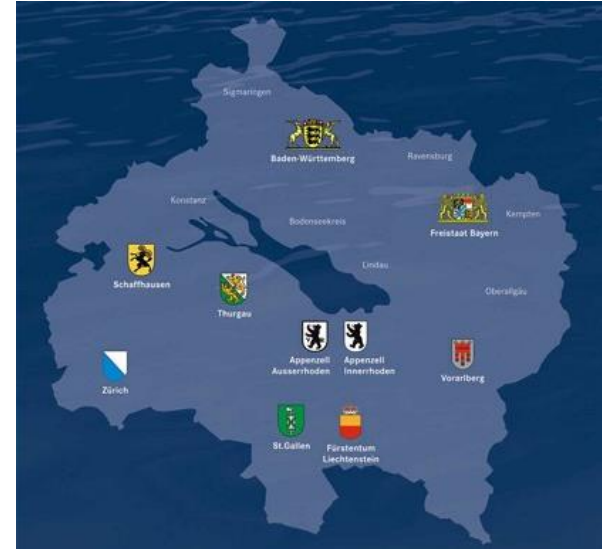 Sigmaringen
Baden-Württemberg
Ravensburg
Konstanz
Bodenseekreis
Kempten
Freistaat Bayern
Lindau
Schaffhausen
Thurgau
Oberallgäu
Appenzell
Ausserrhoden
Appenzell
Innerrhoden
Vorarlberg
Zürich
St.Gallen
Fürstentum
Liechtenstein